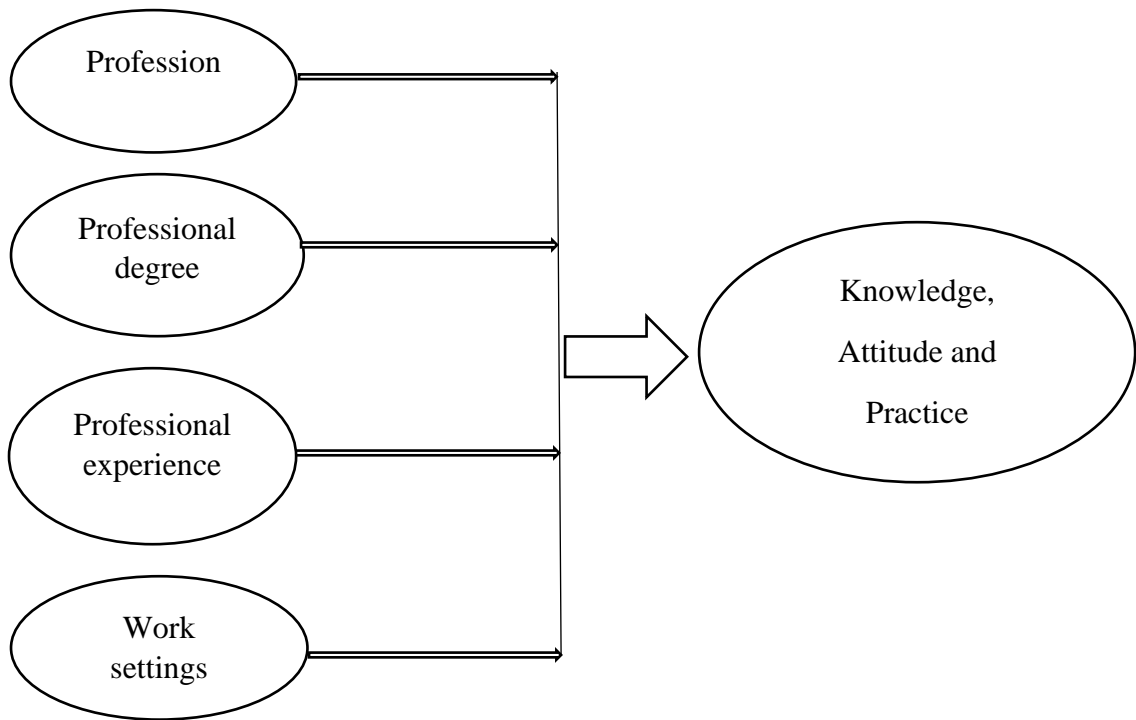 Profession
Professional
degree
Professional
experience
Work
settings
Knowledge,
Attitude and
Practice